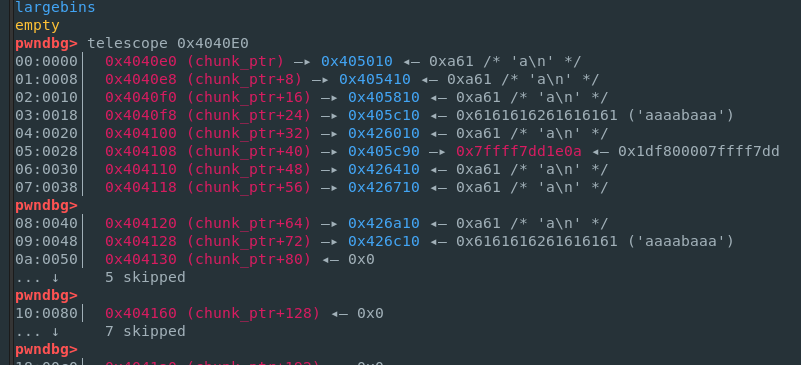 largebins
empty
pwndbg> telescope 0x4040E0
00:0000│  0x4040e0 (chunk_ptr) —▸ 0x405010 ◂— 0xa61 /* 'a\n' */
01:0008│  0x4040e8 (chunk_ptr+8) —▸ 0x405410 ◂— 0xa61 /* 'a\n' */
02:0010│  0x4040f0 (chunk_ptr+16) —▸ 0x405810 ◂— 0xa61 /* 'a\n' */
03:0018│  0x4040f8 (chunk_ptr+24) —▸ 0x405c10 ◂— 0x6161616261616161 ('aaaabaaa')
04:0020│  0x404100 (chunk_ptr+32) —▸ 0x426010 ◂— 0xa61 /* 'a\n' */
05:0028│  0x404108 (chunk_ptr+40) —▸ 0x405c90 —▸ 0x7ffff7dd1e0a ◂— 0x1df800007ffff7dd
06:0030│  0x404110 (chunk_ptr+48) —▸ 0x426410 ◂— 0xa61 /* 'a\n' */
07:0038│  0x404118 (chunk_ptr+56) —▸ 0x426710 ◂— 0xa61 /* 'a\n' */
pwndbg>
08:0040│  0x404120 (chunk_ptr+64) —▸ 0x426a10 ◂— 0xa61 /* 'a\n' */
09:0048│  0x404128 (chunk_ptr+72) —▸ 0x426c10 ◂— 0x6161616261616161 ('aaaabaaa')
0a:0050│  0x404130 (chunk_ptr+80) ◂— 0x0
... ↓     5 skipped
pwndbg>
10:0080│  0x404160 (chunk_ptr+128) ◂— 0x0
... ↓     7 skipped
pwndbg>